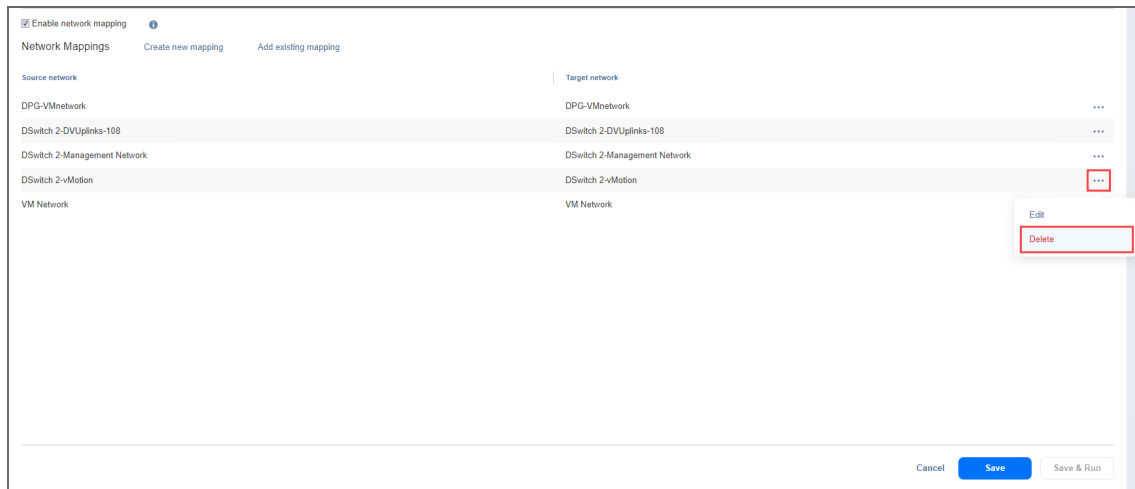 Enable network mapping
Network Mappings Create new mapping Add existing mapping
Source network Target network
DPG-VMnetwork DPG-VMnetwork ...
DSwitch 2-DVUplinks-108 DSwitch 2-DVUplinks-108 ...
DSwitch 2-Management Network DSwitch 2-Management Network ...
DSwitch 2-vMotion DSwitch 2-vMotion ...
VM Network VM Network
Edit
Delete
Cancel Save Save & Run